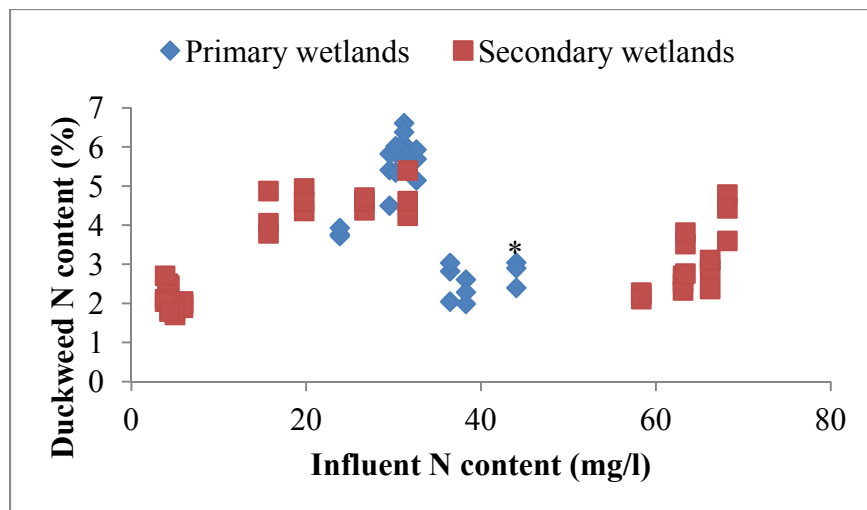 Primary wetlands Secondary wetlands
Duckweed N content (%)
7
6
5
4
3
2
1
0
*
0 20 40 60 80
Influent N content (mg/l)